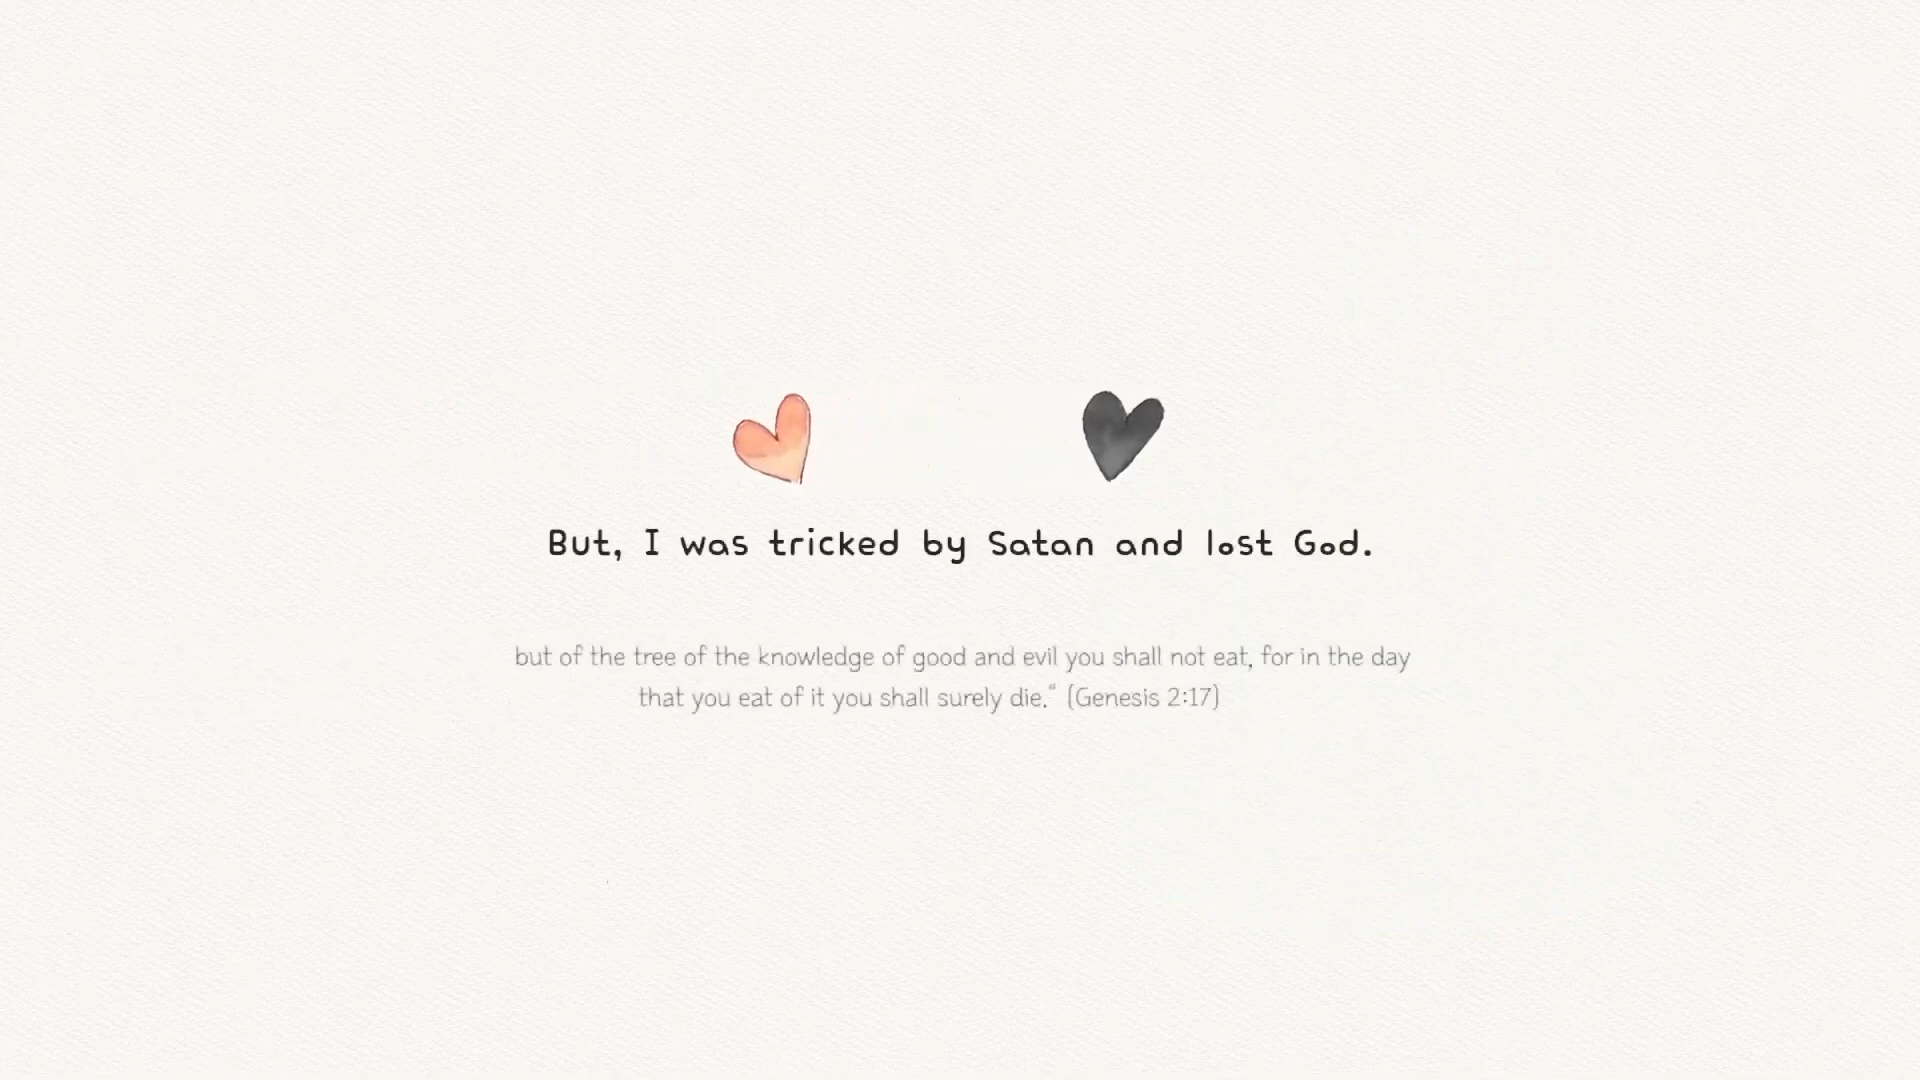 But, I was tricked by Satan and lost God.
but of the tree of the knowledge of good and evil you shall not eat, for in the day
that you eat of it you shall surely die.” (Genesis 2:17)